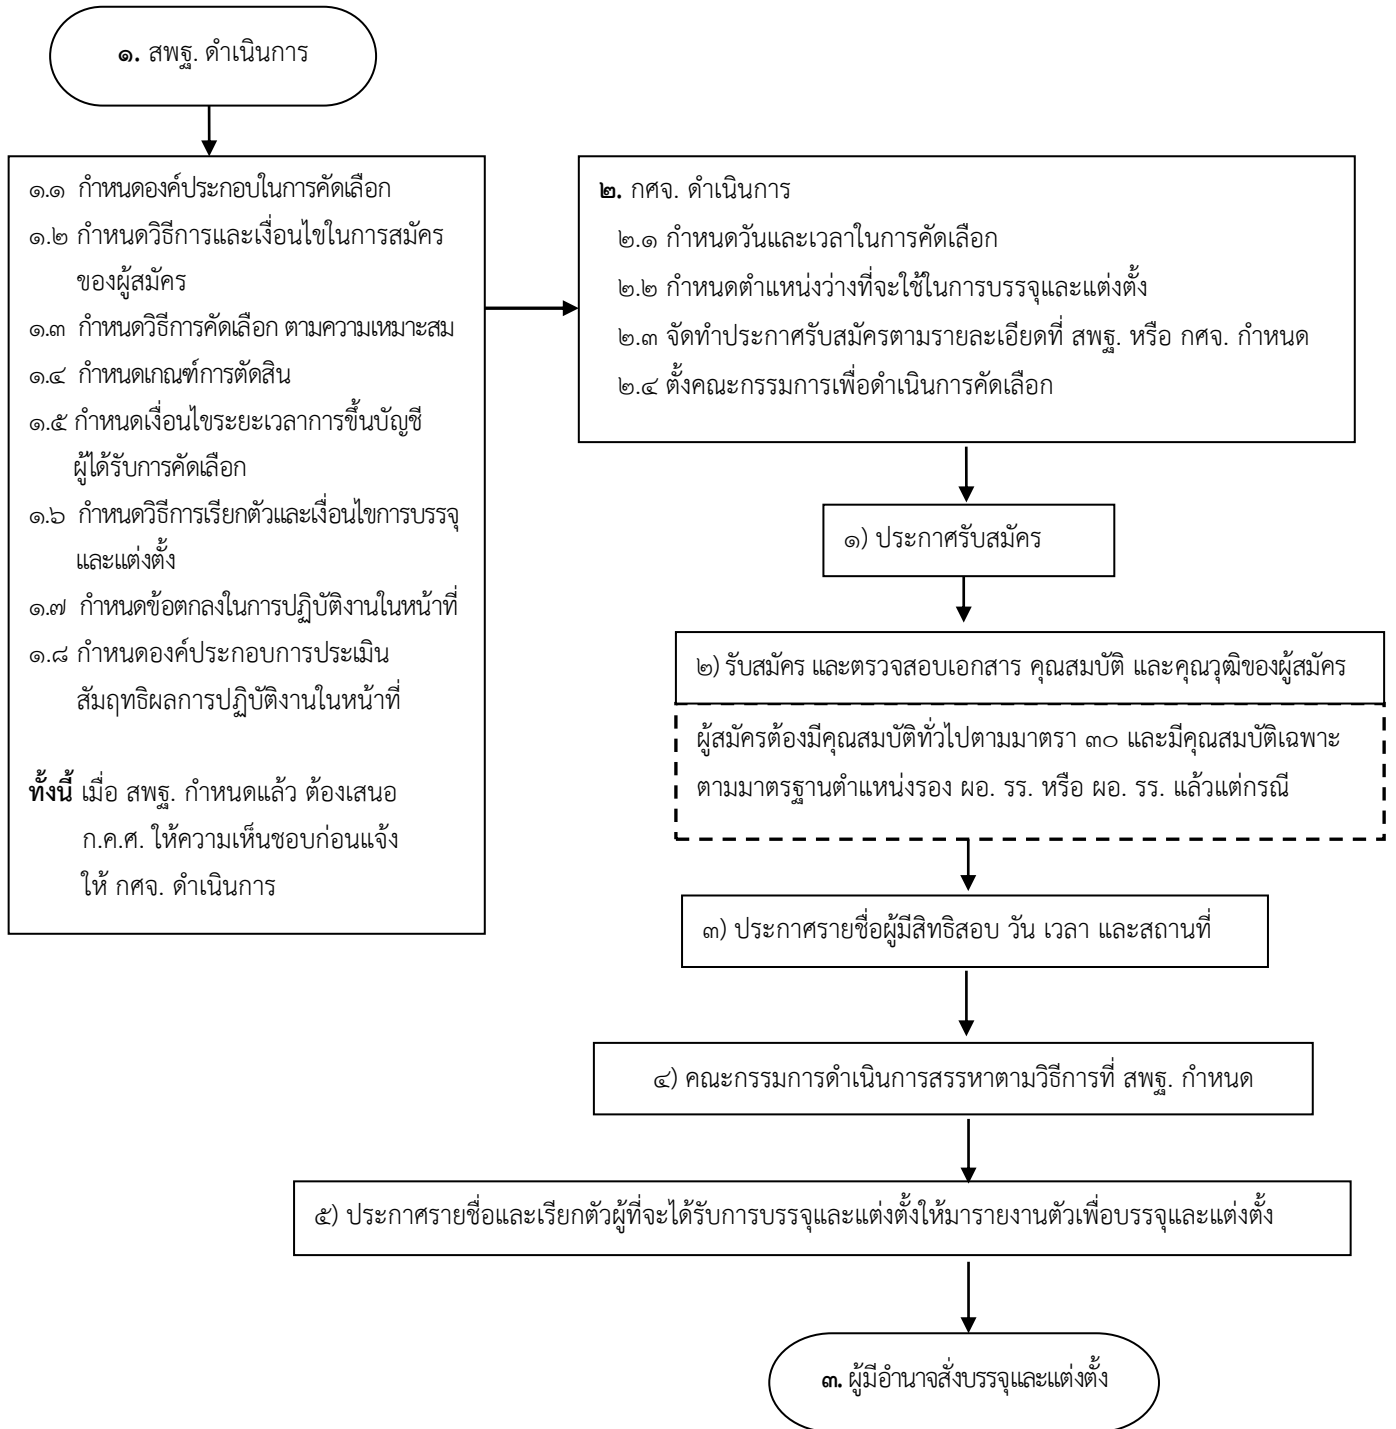 ๑. สพฐ. ดำเนินการ
๑.๑ กำหนดองค์ประกอบในการคัดเลือก
๑.๒ กำหนดวิธีการและเงื่อนไขในการสมัคร
ของผู้สมัคร
๑.๓ กำหนดวิธีการคัดเลือก ตามความเหมาะสม
๑.๔ กำหนดเกณฑ์การตัดสิน
๑.๕ กำหนดเงื่อนไขระยะเวลาการขึ้นบัญชี
ผู้ได้รับการคัดเลือก
๑.๖ กำหนดวิธีการเรียกตัวและเงื่อนไขการบรรจุ
และแต่งตั้ง
๑.๗ กำหนดข้อตกลงในการปฏิบัติงานในหน้าที่
๑.๘ กำหนดองค์ประกอบการประเมิน
สัมฤทธิผลการปฏิบัติงานในหน้าที่
ทั้งนี้ เมื่อ สพฐ. กำหนดแล้ว ต้องเสนอ
ก.ค.ศ. ให้ความเห็นชอบก่อนแจ้ง
ให้ กศจ. ดำเนินการ
๒. กศจ. ดำเนินการ
๒.๑ กำหนดวันและเวลาในการคัดเลือก
๒.๒ กำหนดตำแหน่งว่างที่จะใช้ในการบรรจุและแต่งตั้ง
๒.๓ จัดทำประกาศรับสมัครตามรายละเอียดที่ สพฐ. หรือ กศจ. กำหนด
๒.๔ ตั้งคณะกรรมการเพื่อดำเนินการคัดเลือก
๑) ประกาศรับสมัคร
๒) รับสมัคร และตรวจสอบเอกสาร คุณสมบัติ และคุณวุฒิของผู้สมัคร
ผู้สมัครต้องมีคุณสมบัติทั่วไปตามมาตรา ๓๐ และมีคุณสมบัติเฉพาะ
ตามมาตรฐานตำแหน่งรอง ผอ. รร. หรือ ผอ. รร. แล้วแต่กรณี
๓) ประกาศรายชื่อผู้มีสิทธิสอบ วัน เวลา และสถานที่
๔) คณะกรรมการดำเนินการสรรหาตามวิธีการที่ สพฐ. กำหนด
๕) ประกาศรายชื่อและเรียกตัวผู้ที่จะได้รับการบรรจุและแต่งตั้งให้มารายงานตัวเพื่อบรรจุและแต่งตั้ง
๓. ผู้มีอำนาจสั่งบรรจุและแต่งตั้ง